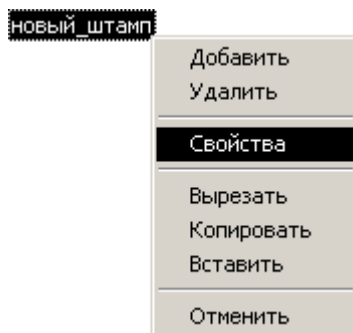 новый_штамп
Добавить
Удалить
Свойства
Вырезать
Копировать
Вставить
Отменить